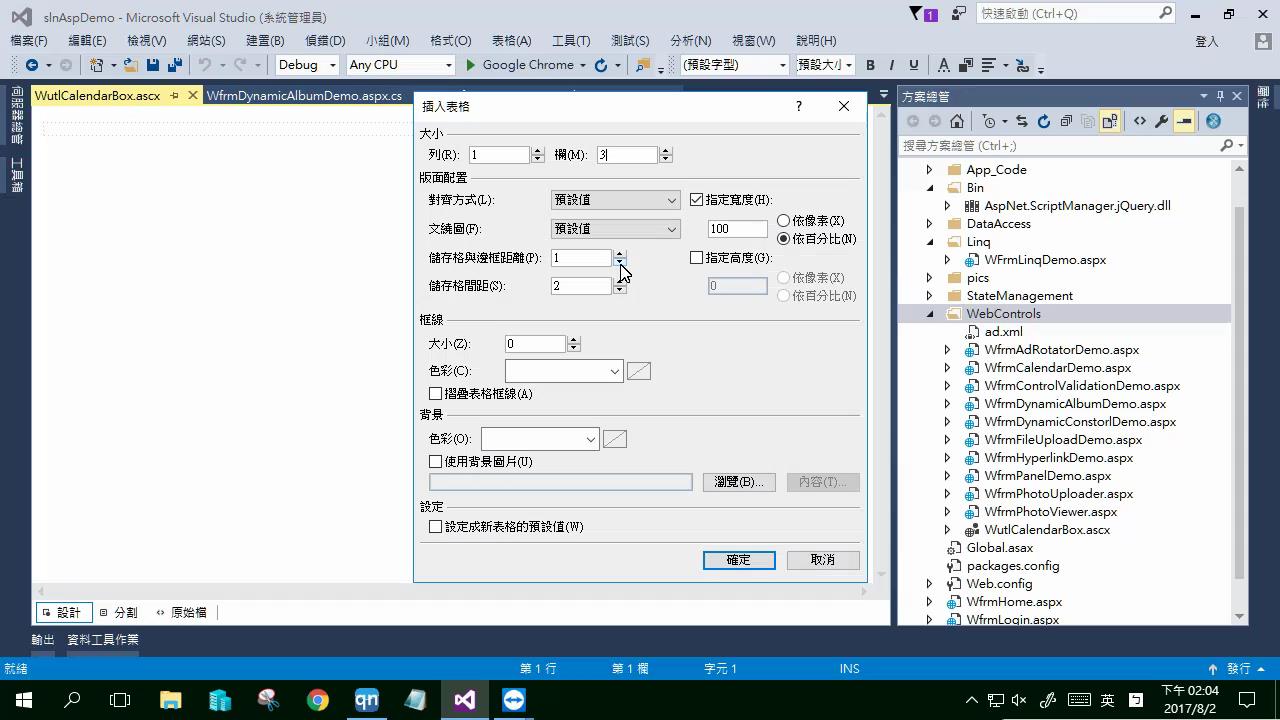 slnAspDemo - Microsoft Visual Studio (系統管理員)
1
快速啟動 (Ctrl+Q)
檔案(F) 編輯(E) 檢視(V) 網站(S) 建置(B) 偵錯(D) 小組(M) 格式(O) 表格(A) 工具(T) 測試(S) 分析(N) 視窗(W) 說明(H) 登入
Debug Any CPU Google Chrome (預設字型) (預設大小 B I U
伺服器總管
工具箱
WutlCalendarBox.ascx WfrmDynamicAlbumDemo.aspx.cs
插入表格 ?
大小
列(R): 1 欄(M): 3
版面配置
對齊方式(L): 預設值 指定寬度(H):
文繞圖(F): 預設值 100 依像素(X)
依百分比(N)
儲存格與邊框距離(P): 1 指定高度(G):
儲存格間距(S): 2 0 依像素(X)
依百分比(N)
框線
大小(Z): 0
色彩(C):
摺疊表格框線(A)
背景
色彩(O):
使用背景圖片(U)
瀏覽(B)... 內容(T)...
設定
設定成新表格的預設值(W)
確定 取消
方案總管
搜尋方案總管 (Ctrl+;)
App_Code
Bin
AspNet.ScriptManager.jQuery.dll
DataAccess
Linq
WFrmLinqDemo.aspx
pics
StateManagement
WebControls
ad.xml
WfrmAdRotatorDemo.aspx
WfrmCalendarDemo.aspx
WfrmControlValidationDemo.aspx
WfrmDynamicAlbumDemo.aspx
WfrmDynamicConstorlDemo.aspx
WfrmFileUploadDemo.aspx
WfrmHyperlinkDemo.aspx
WfrmPanelDemo.aspx
WfrmPhotoUploader.aspx
WfrmPhotoViewer.aspx
WutlCalendarBox.ascx
Global.asax
packages.config
Web.config
WfrmHome.aspx
WfrmLogin.aspx
設計 分割 原始檔
輸出 資料工具作業
就緒 第 1 行 第 1 欄 字元 1 INS 發行
qn
英
下午 02:04
2017/8/2